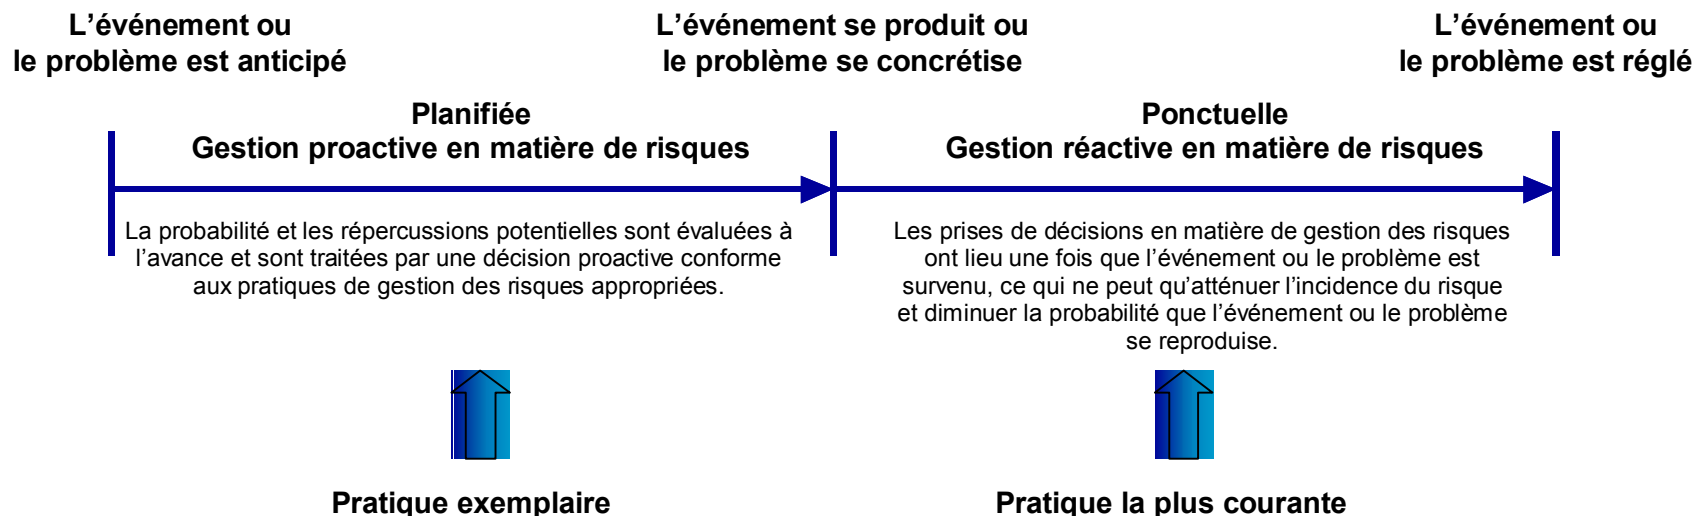 L’événement ou
le problème est anticipé
L’événement se produit ou
le problème se concrétise
L’événement ou
le problème est réglé
Planifiée
Gestion proactive en matière de risques
Ponctuelle
Gestion réactive en matière de risques
La probabilité et les répercussions potentielles sont évaluées à
l’avance et sont traitées par une décision proactive conforme
aux pratiques de gestion des risques appropriées.
Les prises de décisions en matière de gestion des risques
ont lieu une fois que l’événement ou le problème est
survenu, ce qui ne peut qu’atténuer l’incidence du risque
et diminuer la probabilité que l’événement ou le problème
se reproduise.
Pratique exemplaire
Pratique la plus courante